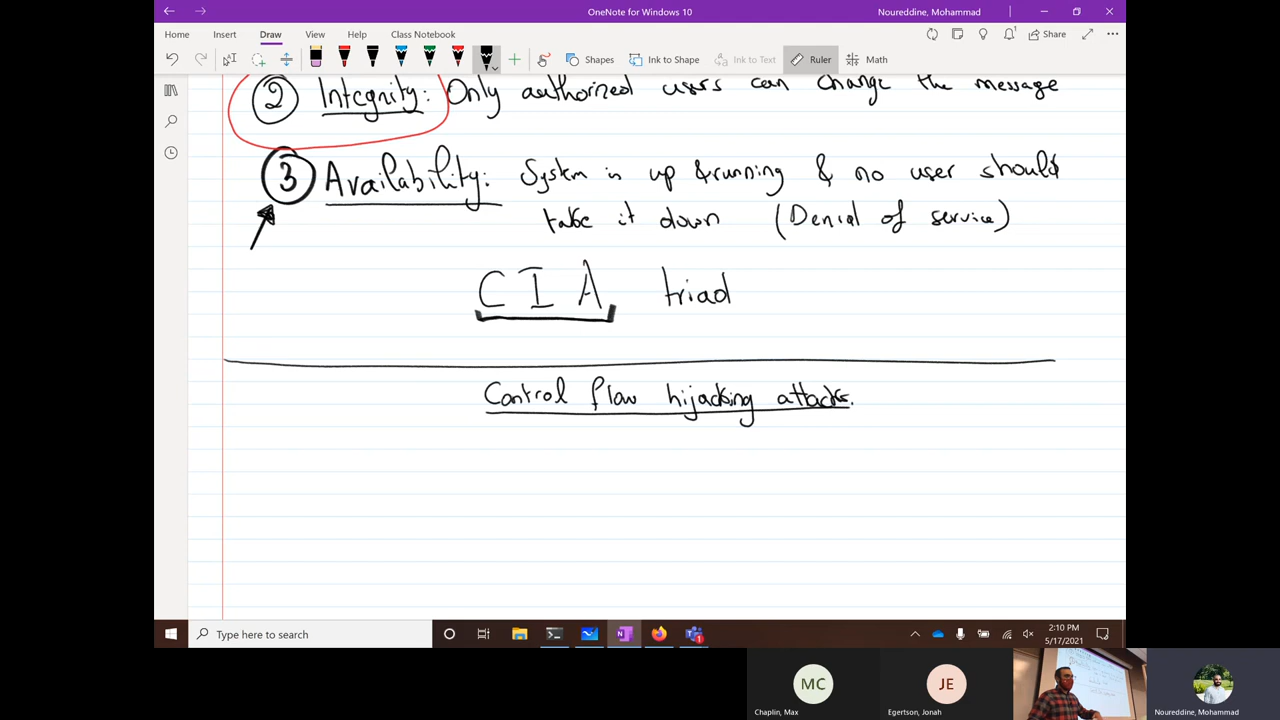 OneNote for Windows 10
Noureddine, Mohammad
Home Insert Draw View Help Class Notebook
Share
Shapes Ink to Shape Ink to Text Ruler Math
2 Integrity: Only authorized users can change the message
3 Availability: System is up & running & no user should
take it down (Denial of service)
C I A triad
Control flow hijacking attacks.
Type here to search
2:10 PM
5/17/2021
MC
JE
Chaplin, Max
Egertson, Jonah
Noureddine, Mohammad